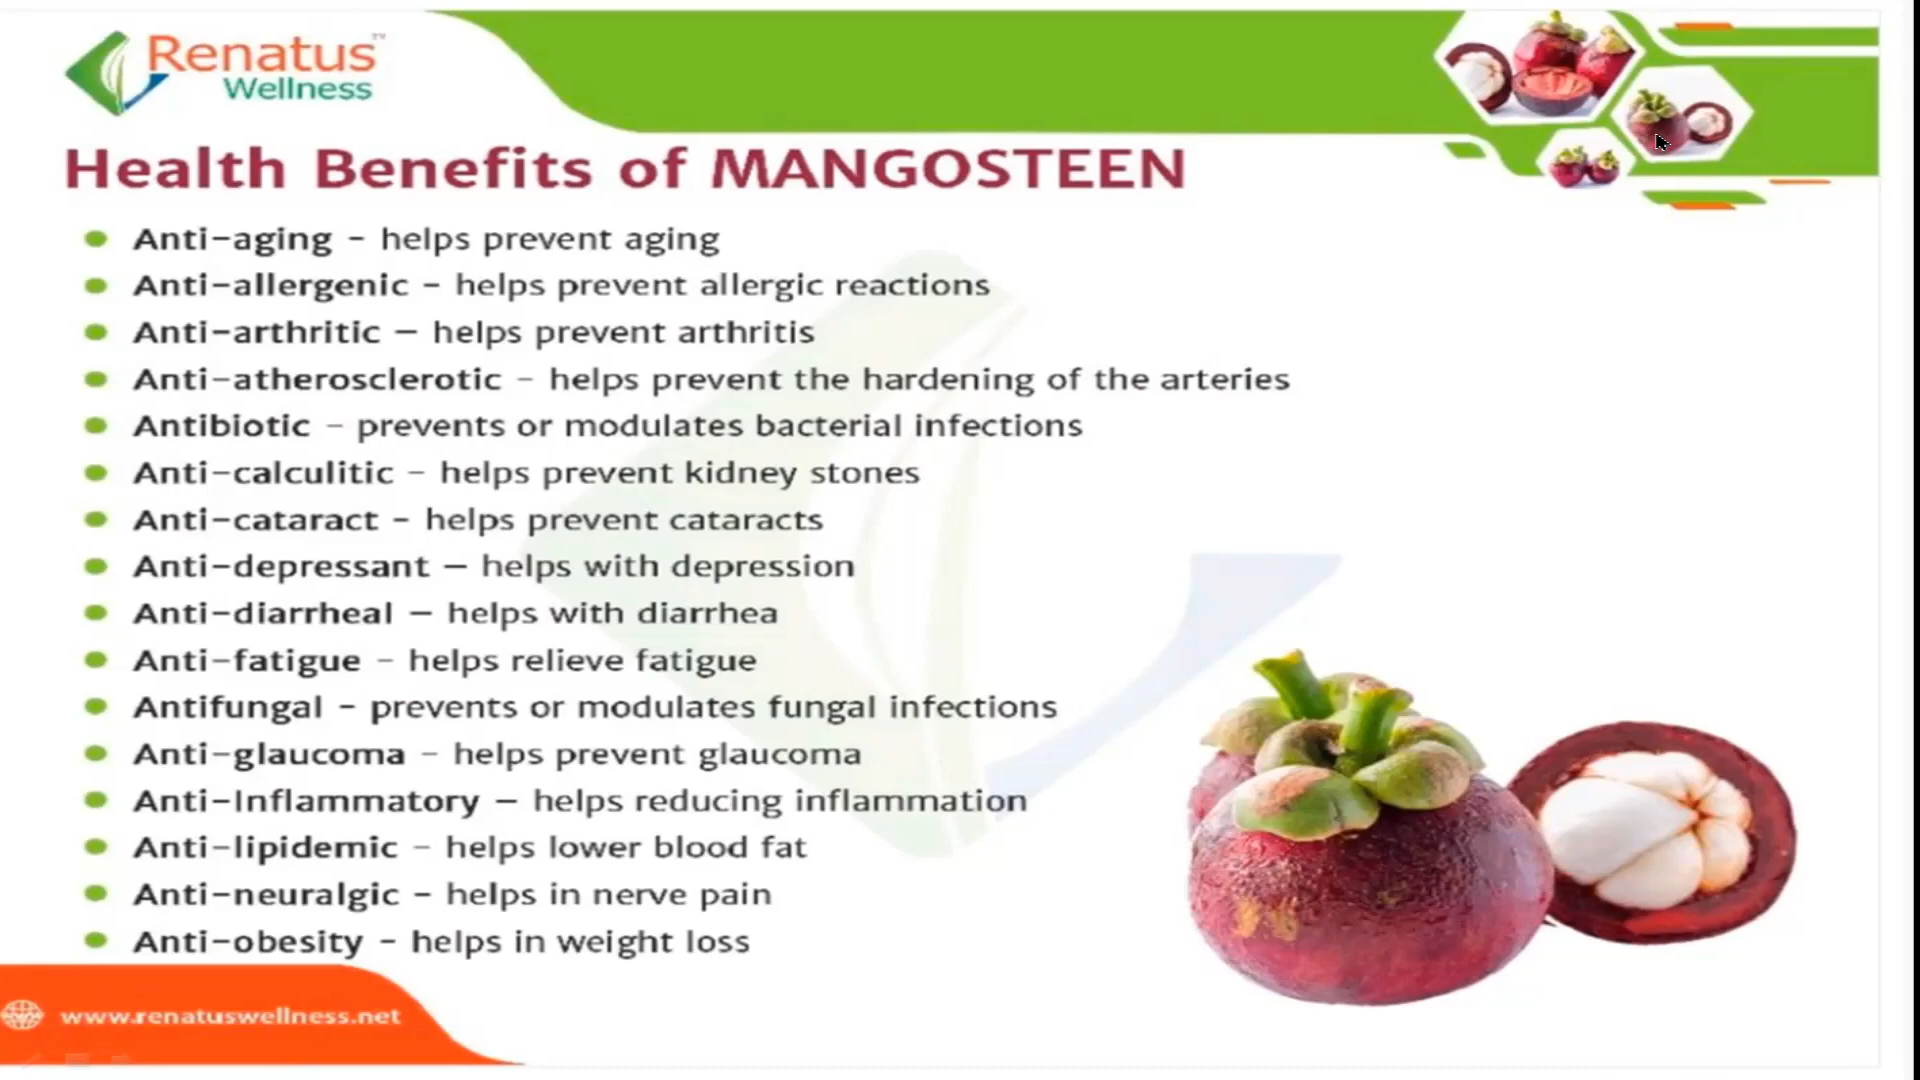 Renatus™
Wellness
Health Benefits of MANGOSTEEN
Anti-aging - helps prevent aging
Anti-allergenic - helps prevent allergic reactions
Anti-arthritic – helps prevent arthritis
Anti-atherosclerotic - helps prevent the hardening of the arteries
Antibiotic - prevents or modulates bacterial infections
Anti-calculitic - helps prevent kidney stones
Anti-cataract - helps prevent cataracts
Anti-depressant – helps with depression
Anti-diarrheal – helps with diarrhea
Anti-fatigue - helps relieve fatigue
Antifungal - prevents or modulates fungal infections
Anti-glaucoma - helps prevent glaucoma
Anti-Inflammatory – helps reducing inflammation
Anti-lipidemic - helps lower blood fat
Anti-neuralgic - helps in nerve pain
Anti-obesity - helps in weight loss
www.renatuswellness.net